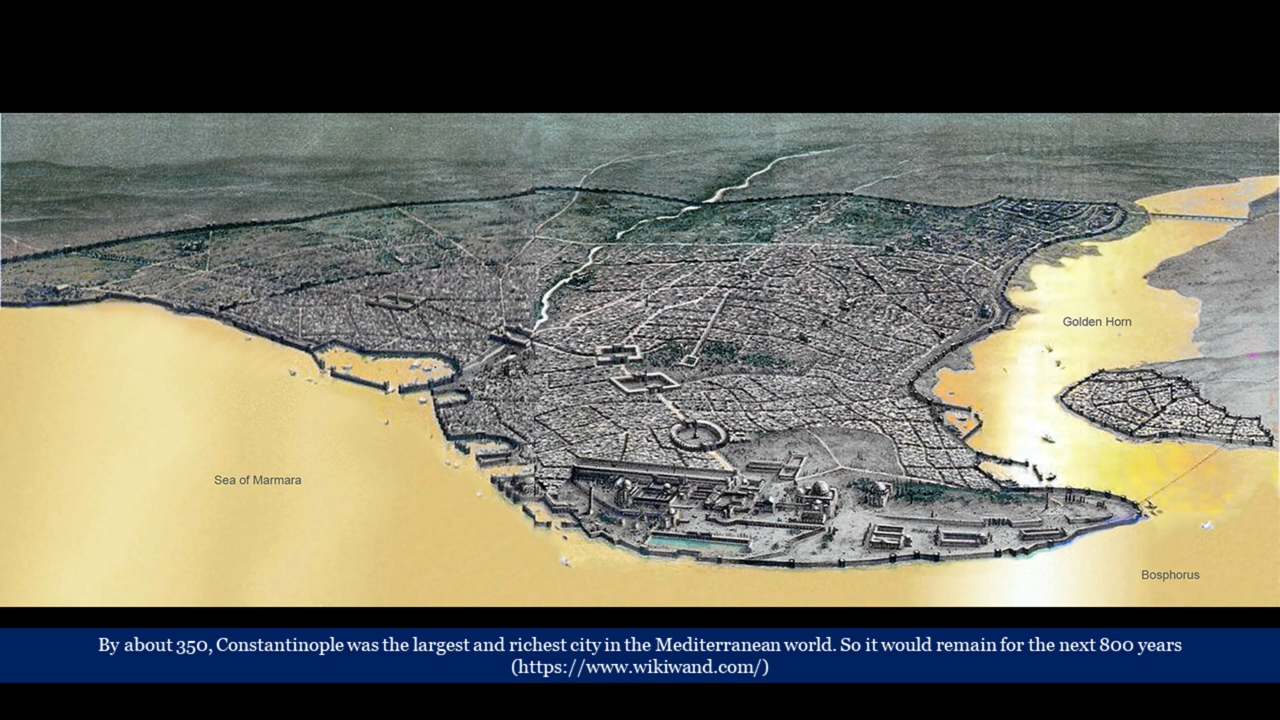 Golden Horn
Sea of Marmara
Bosphorus
By about 350, Constantinople was the largest and richest city in the Mediterranean world. So it would remain for the next 800 years
(https://www.wikiwand.com/)